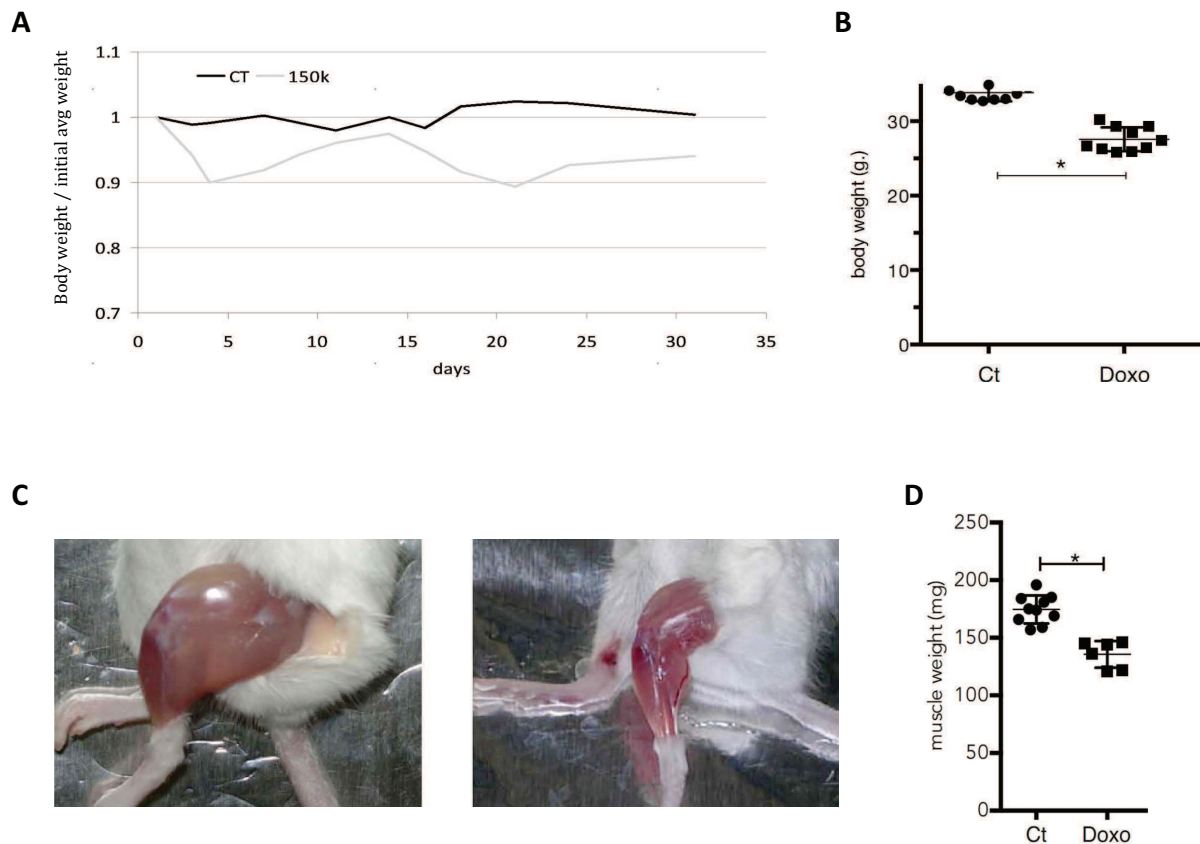 A
Body weight / initial avg weight
1.1
1
0.9
0.8
0.7
CT 150k
0 5 10 15 20 25 30 35
days
B
body weight (g.)
30
20
10
0
*
Ct Doxo
C
D
muscle weight (mg)
250
200
150
100
50
0
*
Ct Doxo